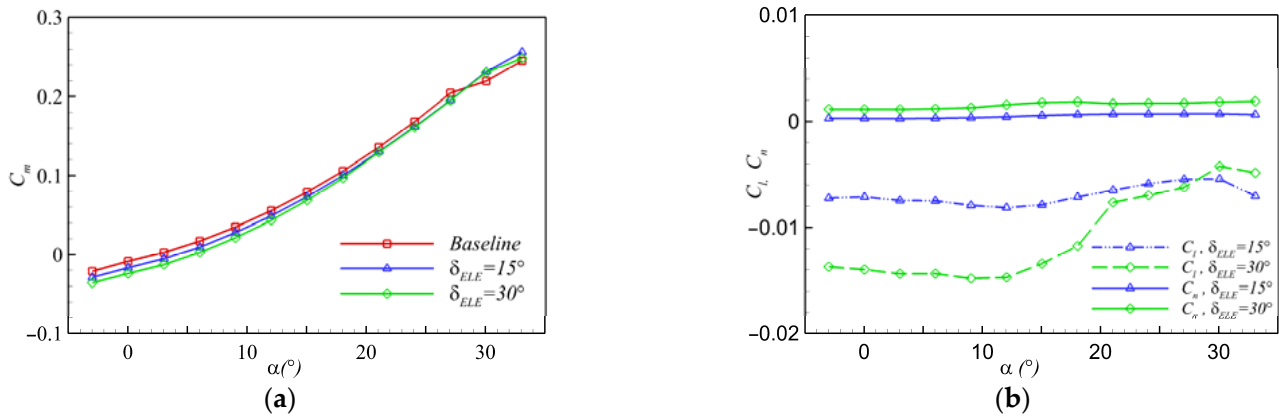 0.3
0.2
0.1
0
−0.1
C_m
0
10
20
30
α(°)
Baseline
δ_ELE=15°
δ_ELE=30°
(a)
0.01
0
−0.01
−0.02
C_l, C_n
0
10
20
30
α (°)
C_l , δ_ELE=15°
C_l , δ_ELE=30°
C_n , δ_ELE=15°
C_n , δ_ELE=30°
(b)